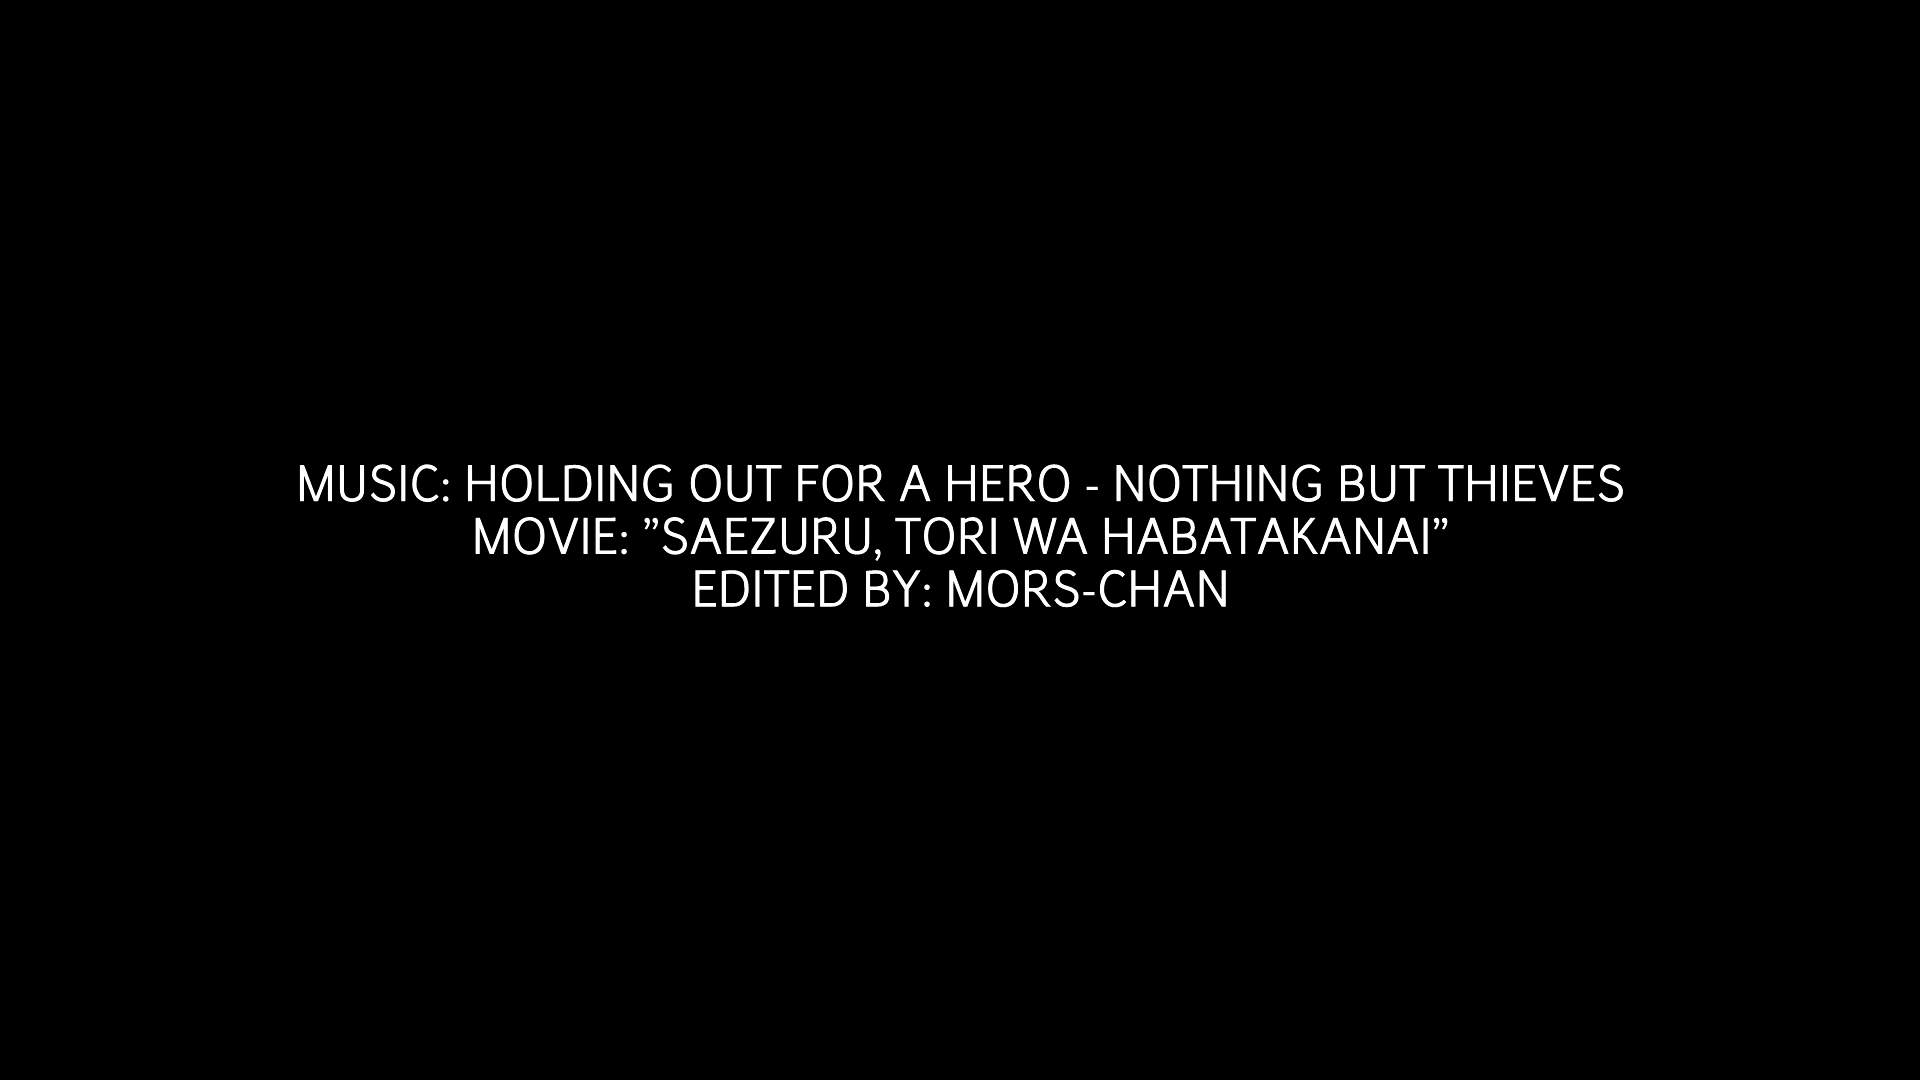 MUSIC: HOLDING OUT FOR A HERO - NOTHING BUT THIEVES
MOVIE: ”SAEZURU, TORI WA HABATAKANAI”
EDITED BY: MORS-CHAN